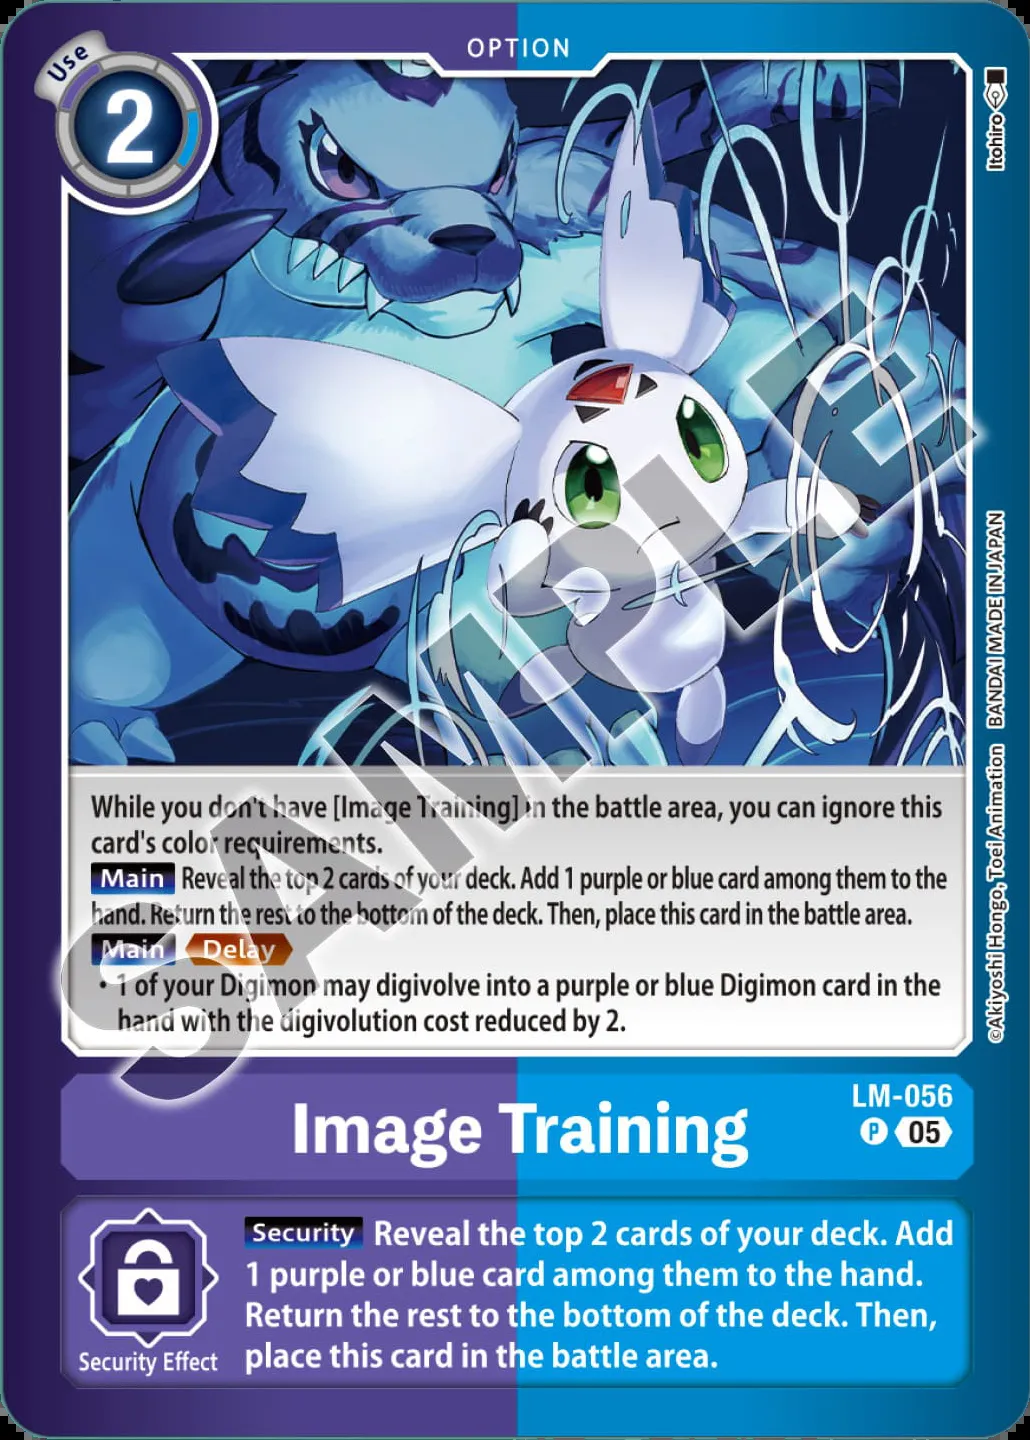 OPTION
Use
2
Itohiro
While you don't have [Image Training] in the battle area, you can ignore this
card's color requirements.
Main Reveal the top 2 cards of your deck. Add 1 purple or blue card among them to the
hand. Return the rest to the bottom of the deck. Then, place this card in the battle area.
Main Delay
・1 of your Digimon may digivolve into a purple or blue Digimon card in the
hand with the digivolution cost reduced by 2.
SAMPLE
©Akiyoshi Hongo, Toei Animation BANDAI MADE IN JAPAN
Image Training
LM-056
P 05
Security Reveal the top 2 cards of your deck. Add
1 purple or blue card among them to the hand.
Return the rest to the bottom of the deck. Then,
place this card in the battle area.
Security Effect